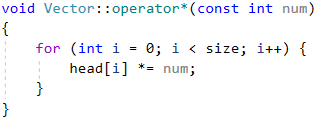 void Vector::operator*(const int num)
{
    for (int i = 0; i < size; i++) {
        head[i] *= num;
    }
}